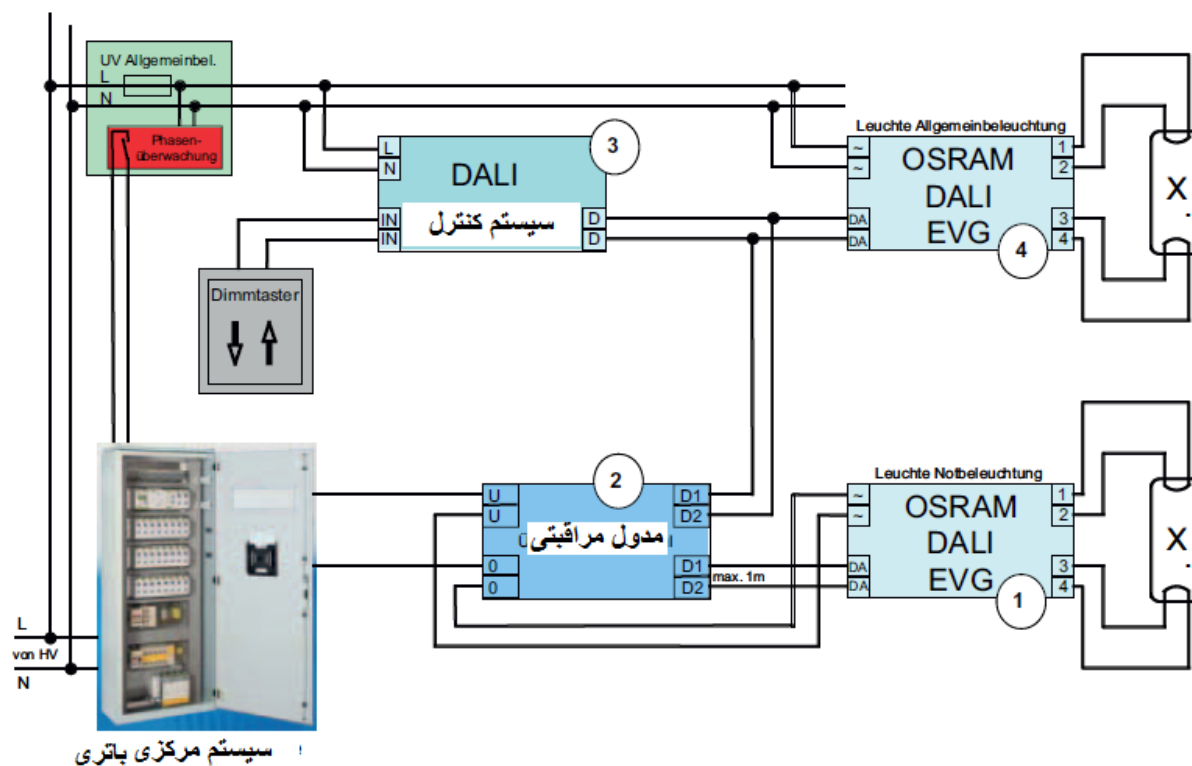 UV Allgemeinbel.
L
N
Phasen-
überwachung
L
N
DALI
3
سیستم کنترل
IN
IN
D
D
Dimmtaster
Leuchte Allgemeinbeleuchtung
~
~
OSRAM
DALI
EVG
DA
DA
1
2
3
4
4
X
.
2
U
U
مدول مراقبتی
0
0
D1
D2
D1
D2
max. 1m
Leuchte Notbeleuchtung
~
~
OSRAM
DALI
EVG
DA
DA
1
2
3
4
1
X
.
L
von HV
N
سیستم مرکزی باتری